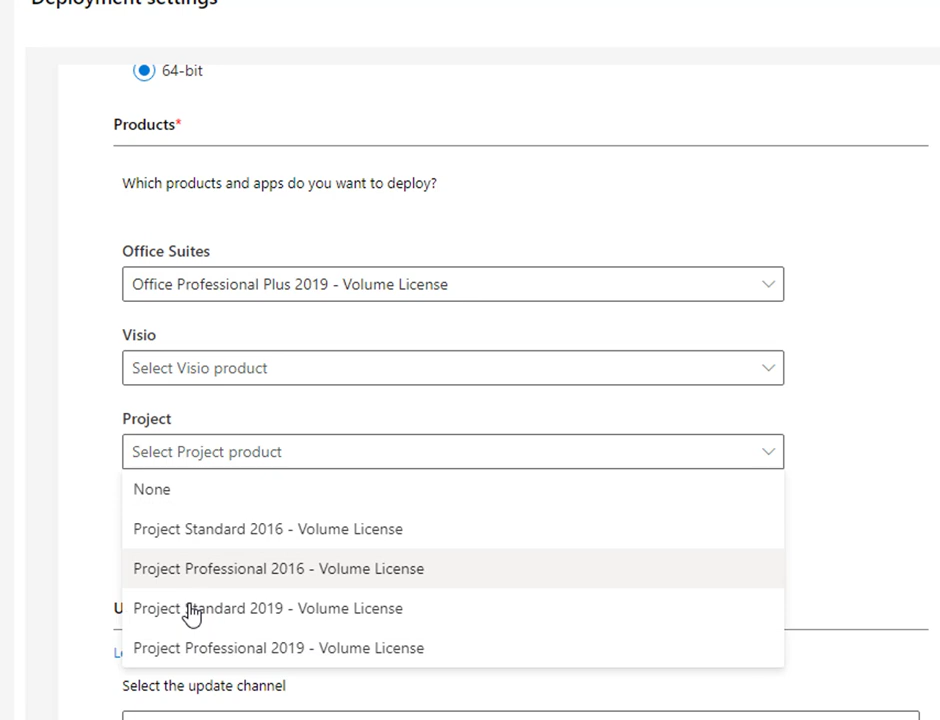 Deployment settings
64-bit
Products*
Which products and apps do you want to deploy?
Office Suites
Office Professional Plus 2019 - Volume License
Visio
Select Visio product
Project
Select Project product
None
Project Standard 2016 - Volume License
Project Professional 2016 - Volume License
Project Standard 2019 - Volume License
Project Professional 2019 - Volume License
Select the update channel